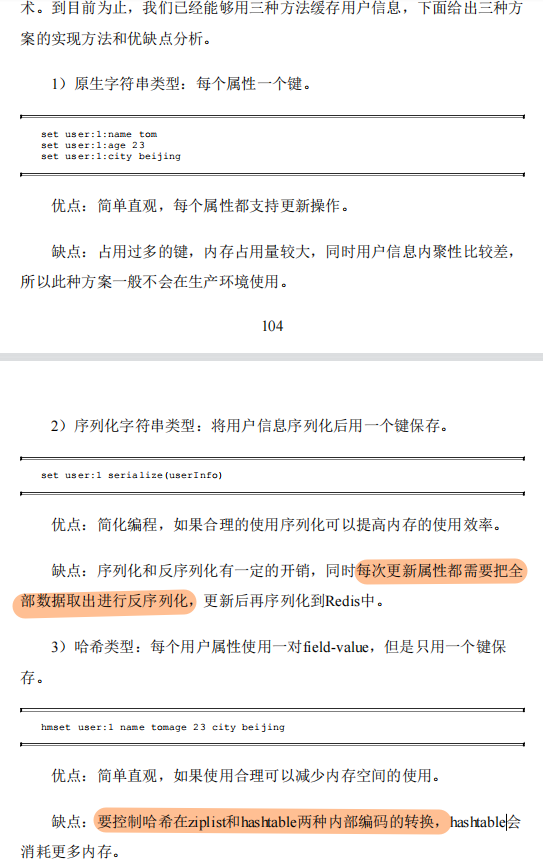 术。到目前为止，我们已经能够用三种方法缓存用户信息，下面给出三种方
案的实现方法和优缺点分析。
1）原生字符串类型：每个属性一个键。
set user:1:name tom
set user:1:age 23
set user:1:city beijing
优点：简单直观，每个属性都支持更新操作。
缺点：占用过多的键，内存占用量较大，同时用户信息内聚性比较差，
所以此种方案一般不会在生产环境使用。
104
2）序列化字符串类型：将用户信息序列化后用一个键保存。
set user:1 serialize(userInfo)
优点：简化编程，如果合理的使用序列化可以提高内存的使用效率。
缺点：序列化和反序列化有一定的开销，同时每次更新属性都需要把全
部数据取出进行反序列化，更新后再序列化到Redis中。
3）哈希类型：每个用户属性使用一对field-value，但是只用一个键保
存。
hmset user:1 name tomage 23 city beijing
优点：简单直观，如果使用合理可以减少内存空间的使用。
缺点：要控制哈希在ziplist和hashtable两种内部编码的转换，hashtable会
消耗更多内存。